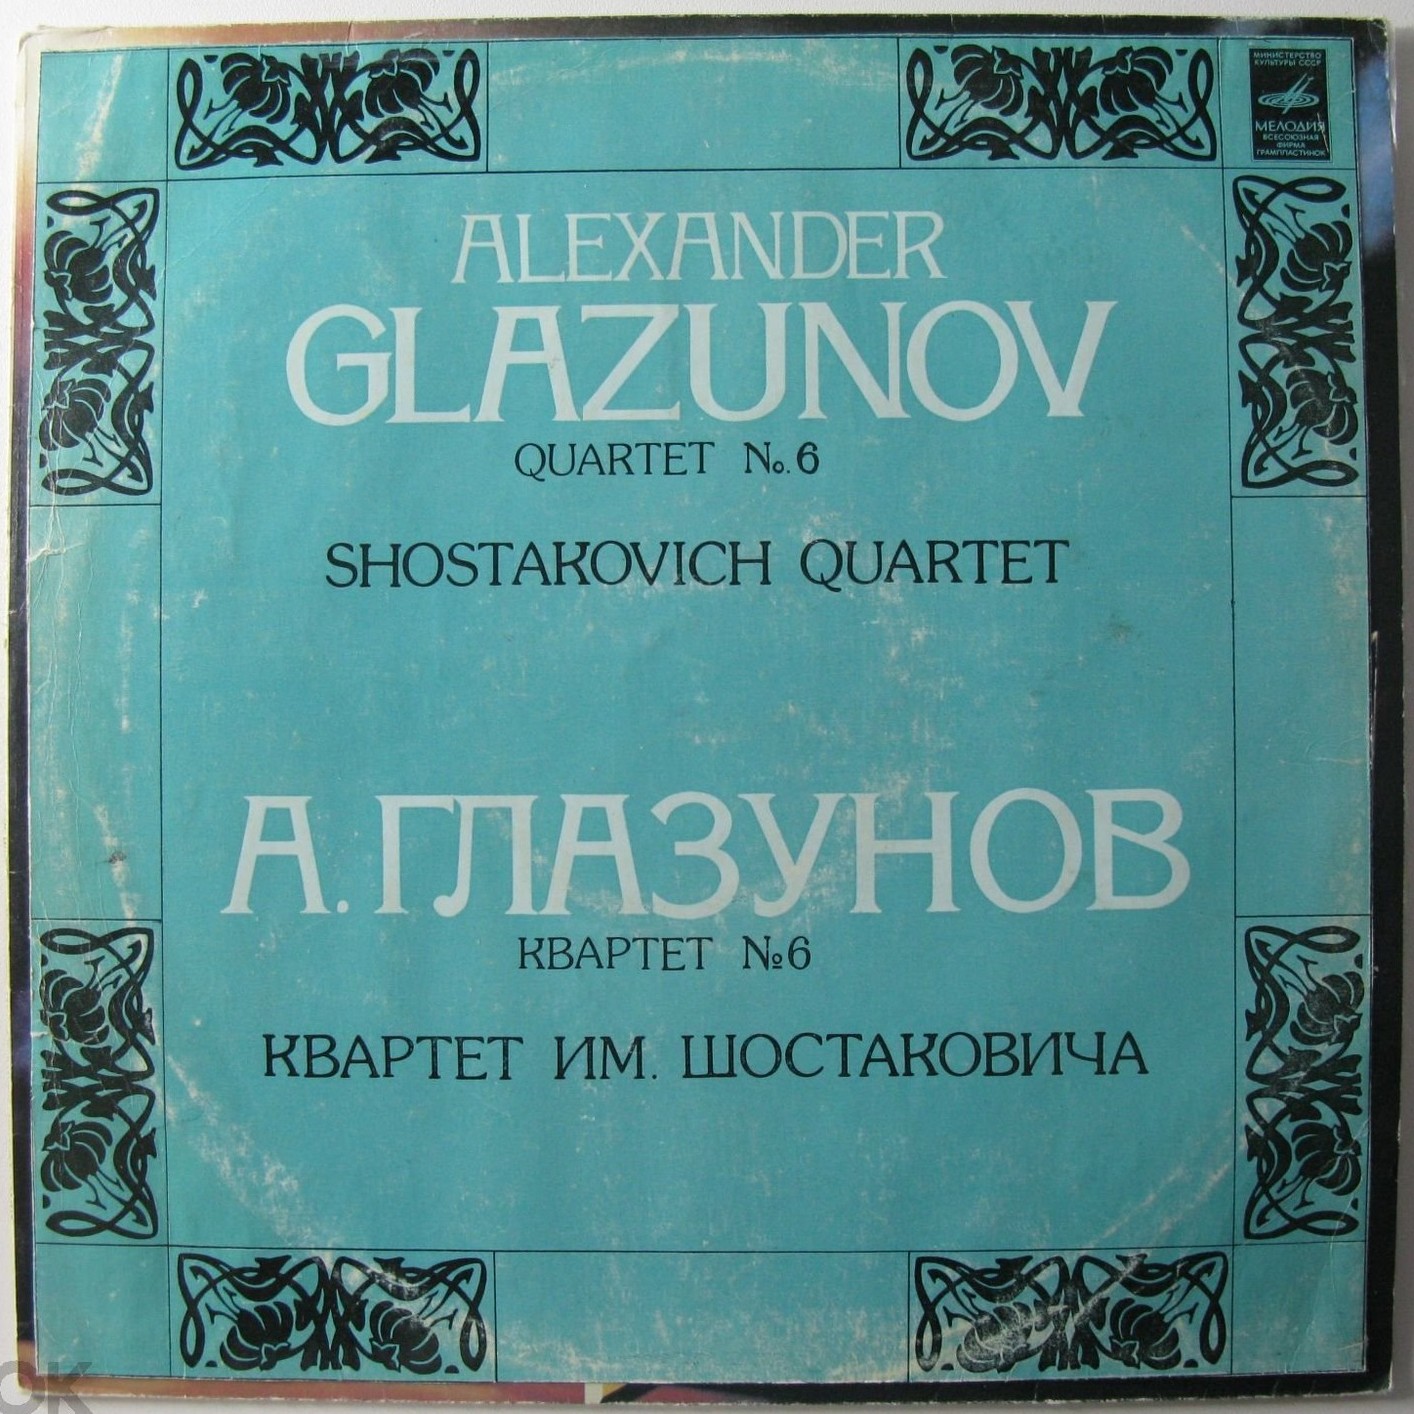 МИНИСТЕРСТВО
КУЛЬТУРЫ СССР
МЕЛОДИЯ
ВСЕСОЮЗНАЯ
ФИРМА
ГРАМПЛАСТИНОК
ALEXANDER
GLAZUNOV
QUARTET No. 6
SHOSTAKOVICH QUARTET
А. ГЛАЗУНОВ
КВАРТЕТ №6
КВАРТЕТ ИМ. ШОСТАКОВИЧА
OK